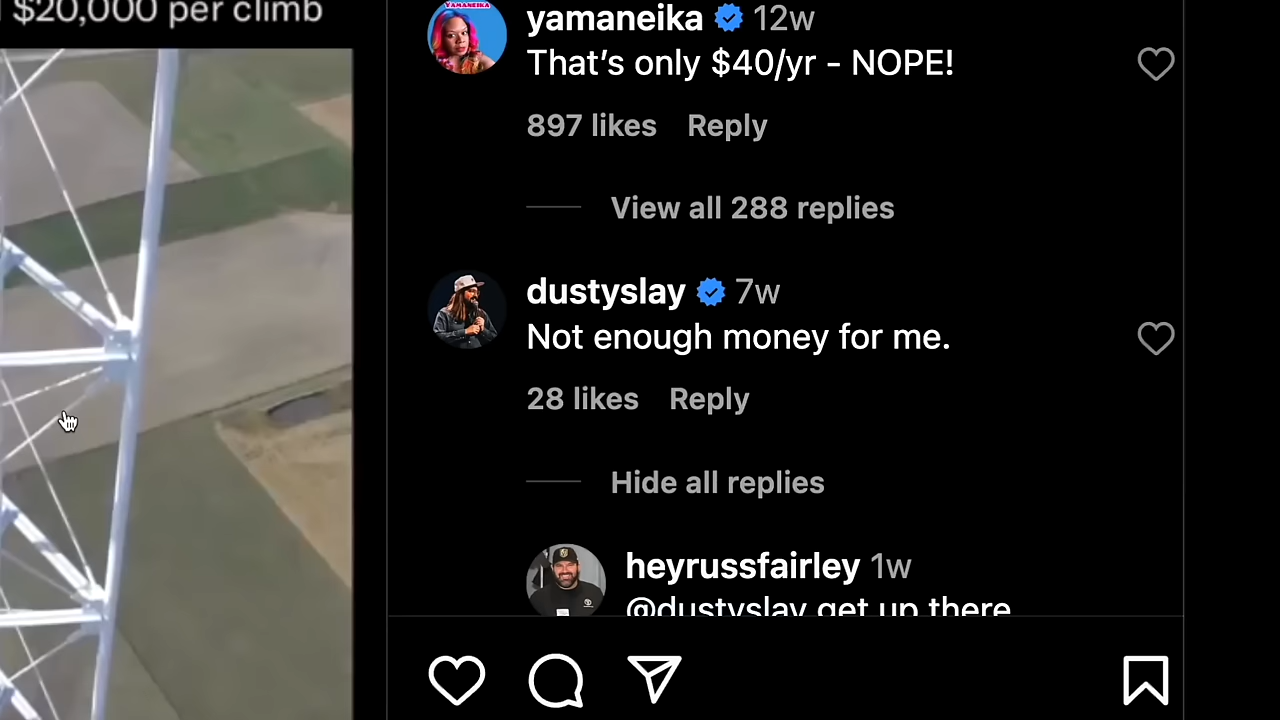 $20,000 per climb
YAMANEIKA
yamaneika 12w
That's only $40/yr - NOPE!
897 likes Reply
View all 288 replies
dustyslay 7w
Not enough money for me.
28 likes Reply
Hide all replies
heyrussfairley 1w
@dustyslay get up there